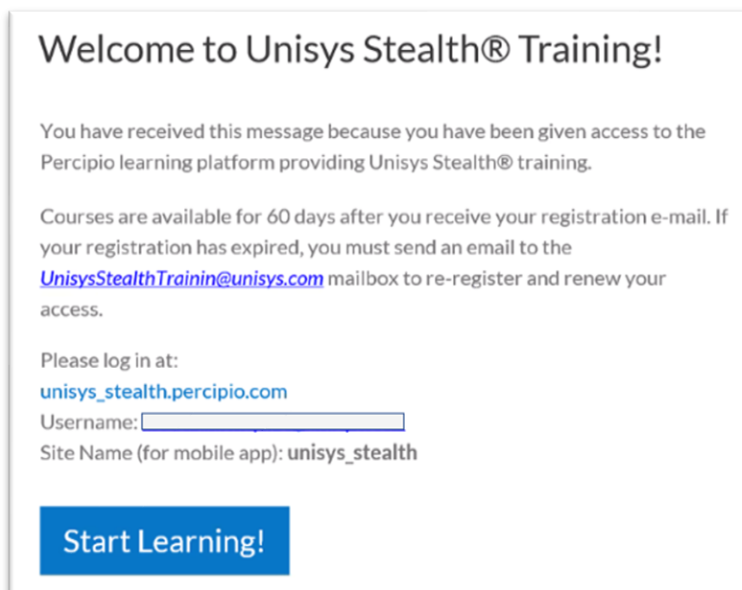 Welcome to Unisys Stealth® Training!
You have received this message because you have been given access to the
Percipio learning platform providing Unisys Stealth® training.
Courses are available for 60 days after you receive your registration e-mail. If
your registration has expired, you must send an email to the
UnisysStealthTrainin@unisys.com mailbox to re-register and renew your
access.
Please log in at:
unisys_stealth.percipio.com
Username:
Site Name (for mobile app): unisys_stealth
Start Learning!